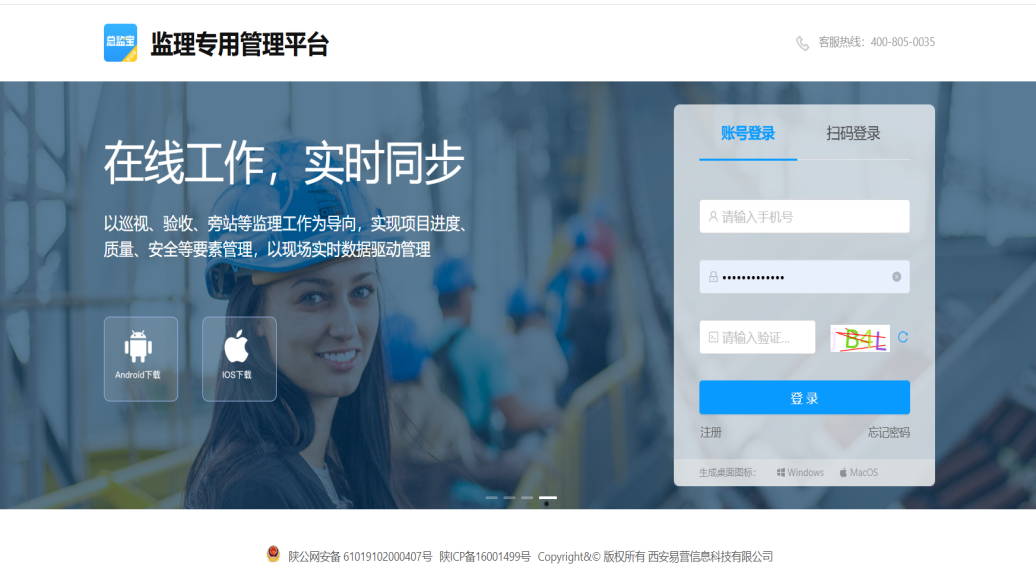 总监宝
监理专用管理平台
客服热线：400-805-0035
在线工作，实时同步
以巡视、验收、旁站等监理工作为导向，实现项目进度、
质量、安全等要素管理，以现场实时数据驱动管理
Android下载
IOS下载
账号登录
扫码登录
请输入手机号
•••••••••••••
请输入验证...
B4L
登 录
注册
忘记密码
生成桌面图标：
Windows
MacOS
陕公网安备 61019102000407号 陕ICP备16001499号 Copyright&© 版权所有 西安易营信息科技有限公司